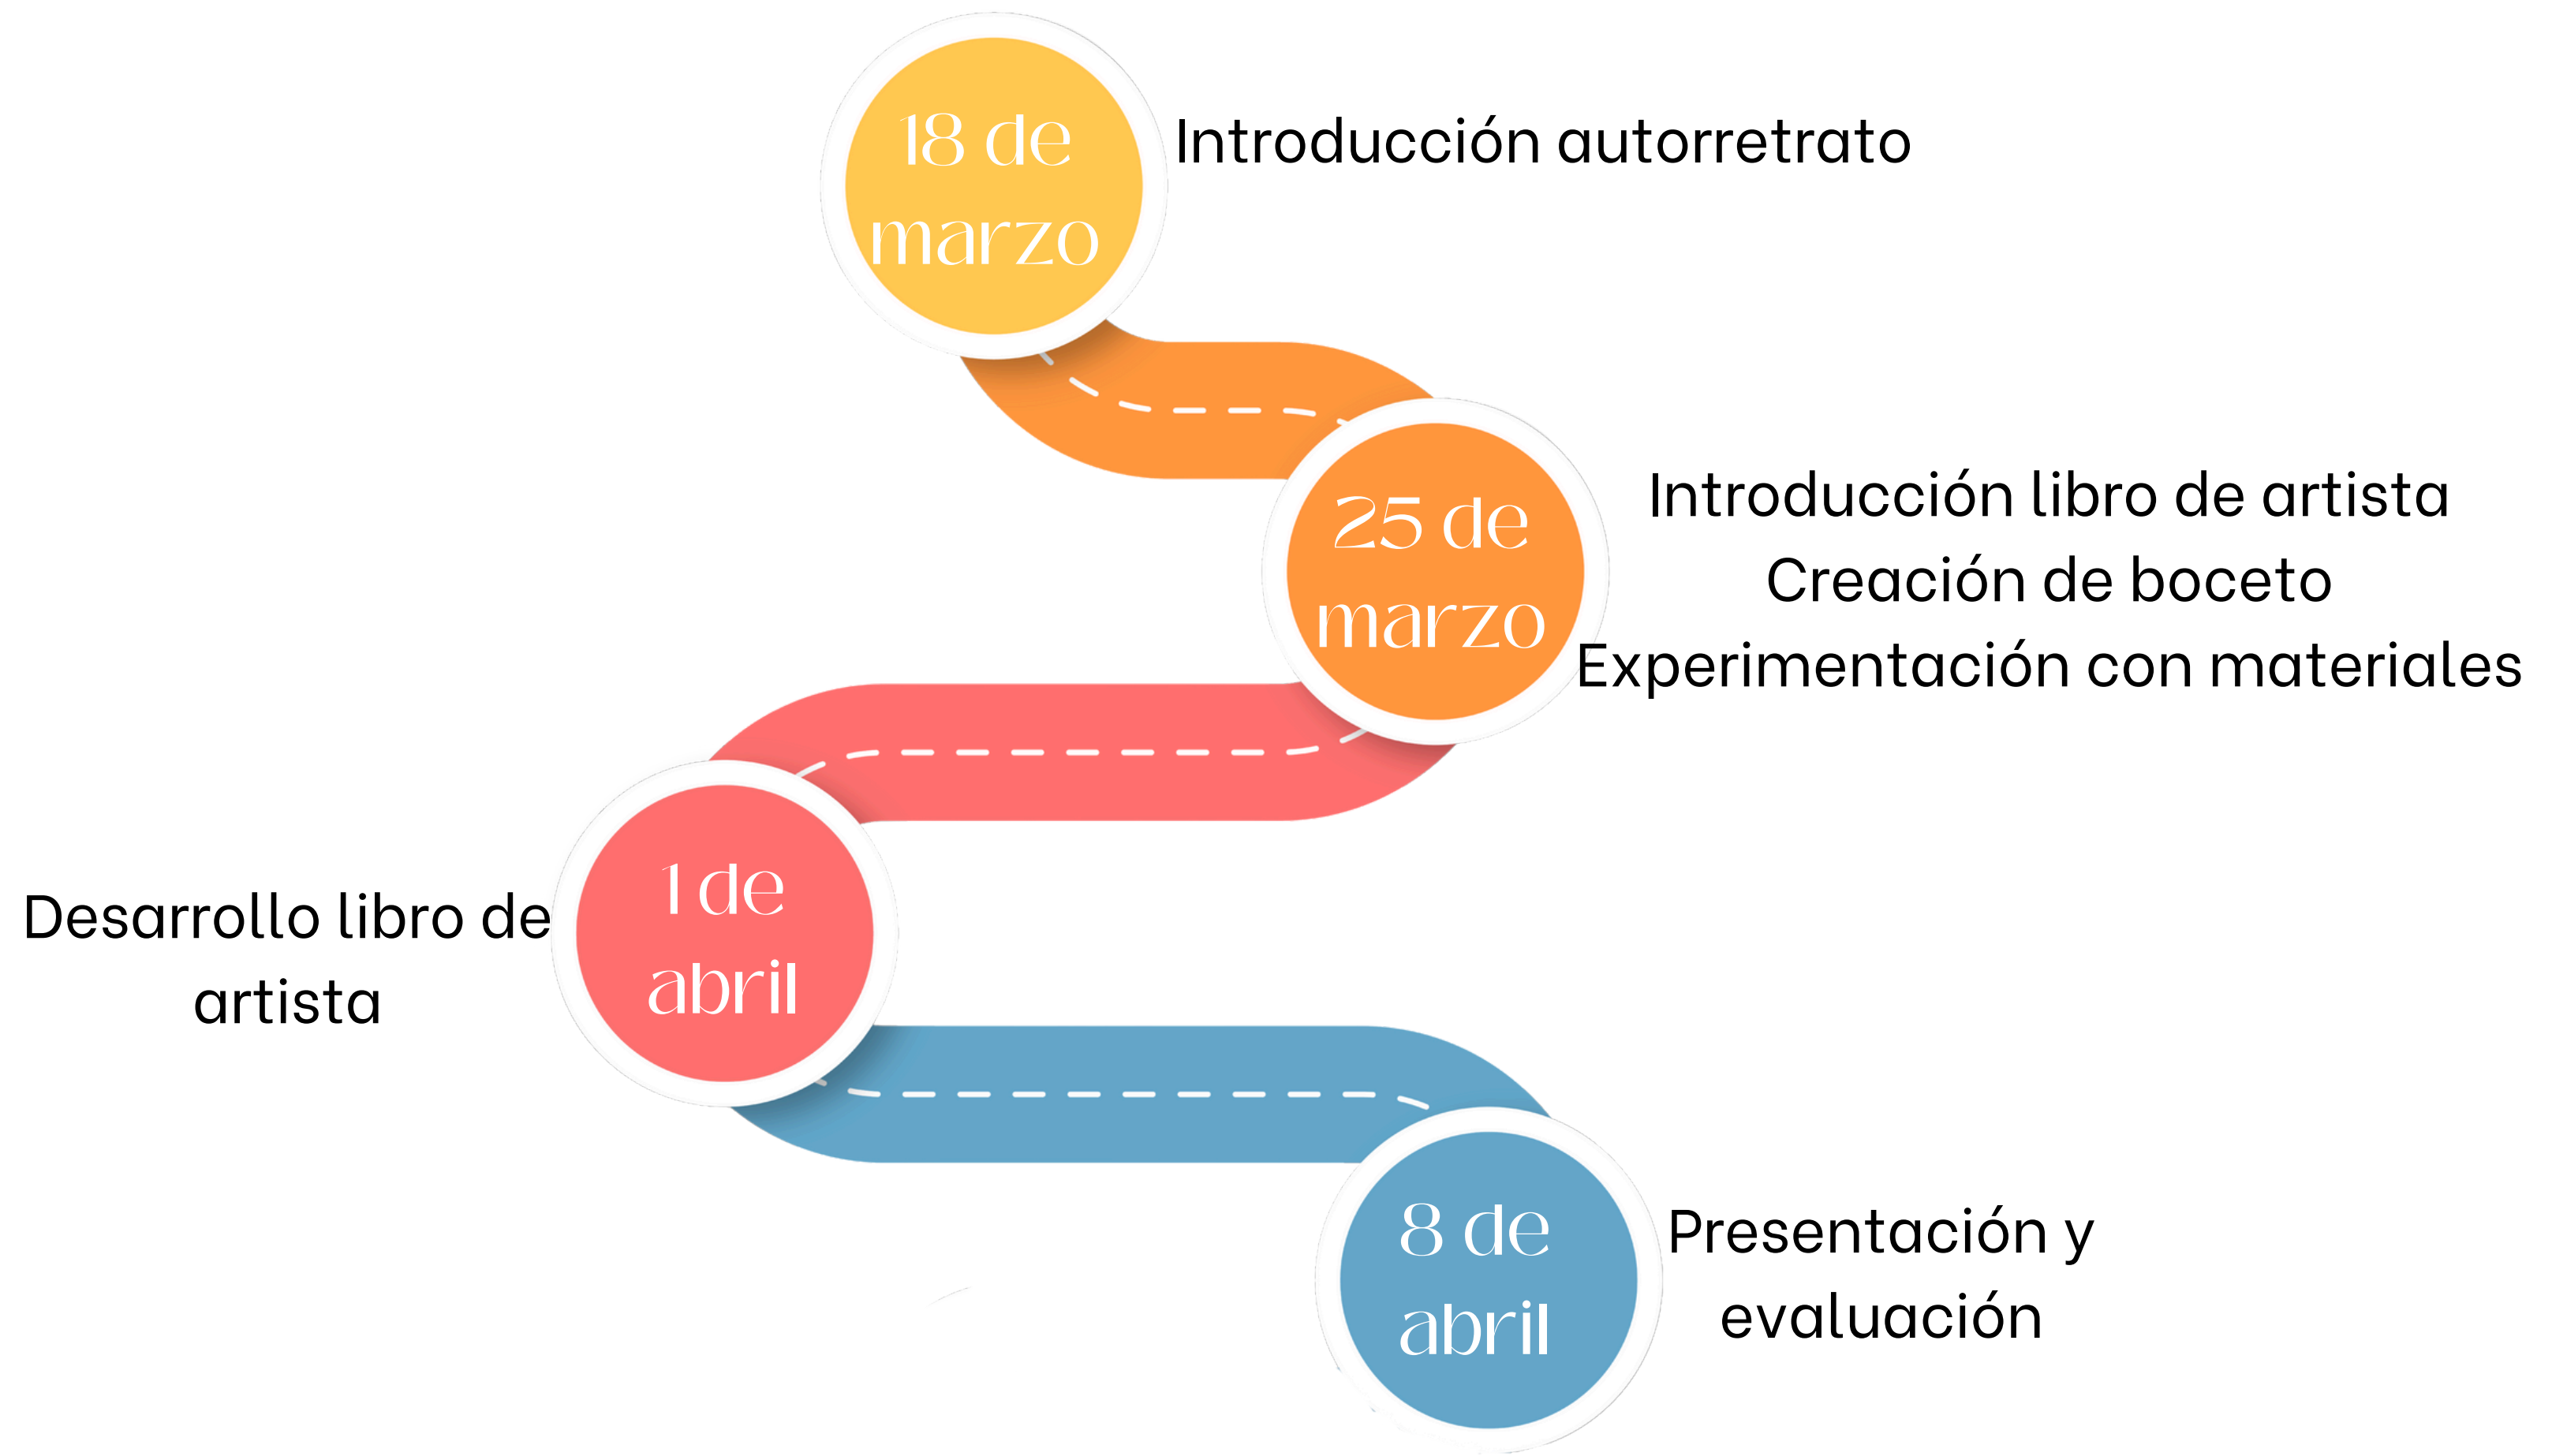 18 de
marzo
Introducción autorretrato
25 de
marzo
Introducción libro de artista
Creación de boceto
Experimentación con materiales
Desarrollo libro de
artista
1 de
abril
8 de
abril
Presentación y
evaluación